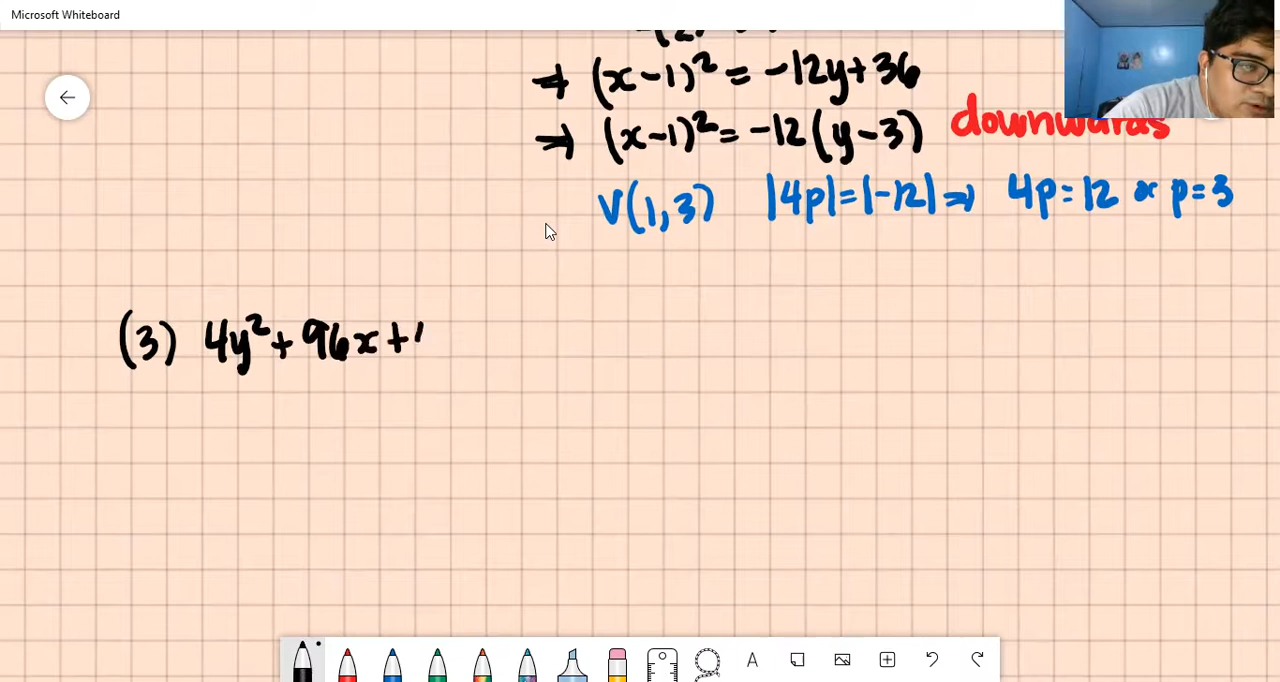 Microsoft Whiteboard
⇒ (x-1)² = -12y+36
⇒ (x-1)² = -12(y-3) downwards
V(1,3) |4p|=|-12| ⇒ 4p=12 or p=3
(3) 4y²+96x+
A